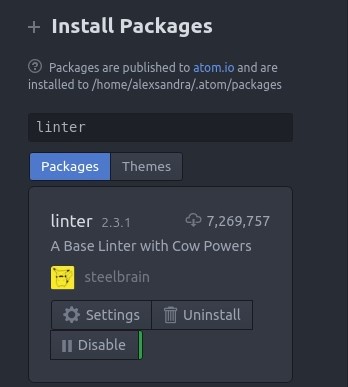 Install Packages
Packages are published to atom.io and are
installed to /home/alexsandra/.atom/packages
linter
Packages Themes
linter 2.3.1 7,269,757
A Base Linter with Cow Powers
steelbrain
Settings Uninstall
Disable